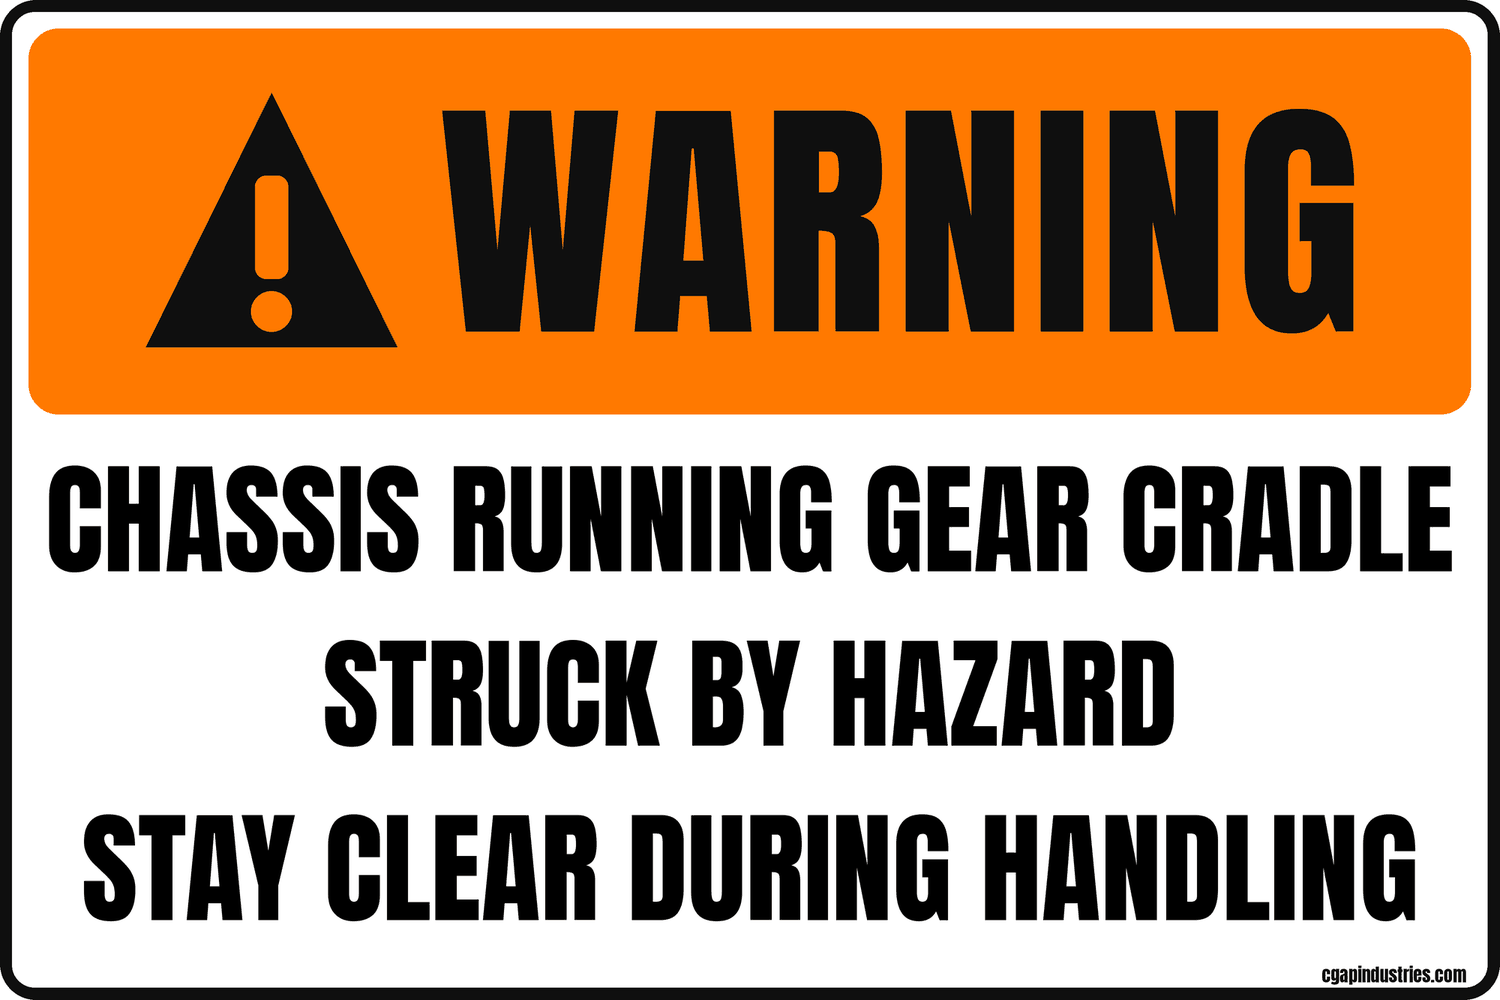 WARNING
CHASSIS RUNNING GEAR CRADLE
STRUCK BY HAZARD
STAY CLEAR DURING HANDLING
cgapindustries.com